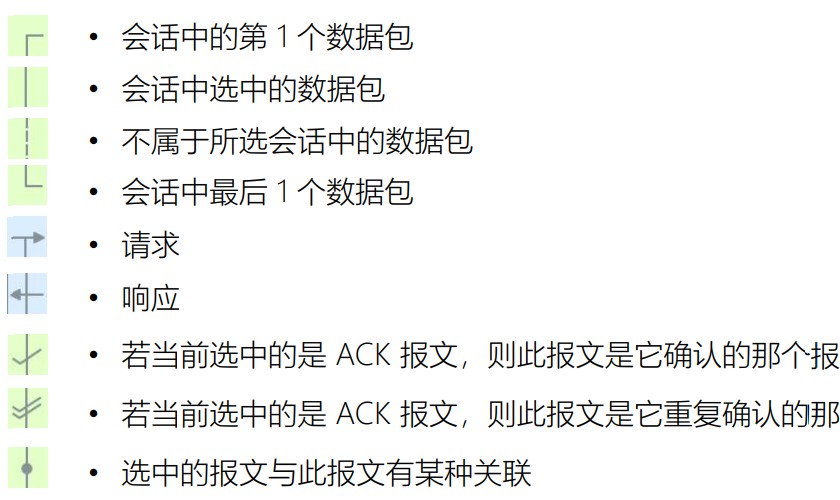 • 会话中的第 1 个数据包
• 会话中选中的数据包
• 不属于所选会话中的数据包
• 会话中最后 1 个数据包
• 请求
• 响应
• 若当前选中的是 ACK 报文，则此报文是它确认的那个报
• 若当前选中的是 ACK 报文，则此报文是它重复确认的那
• 选中的报文与此报文有某种关联